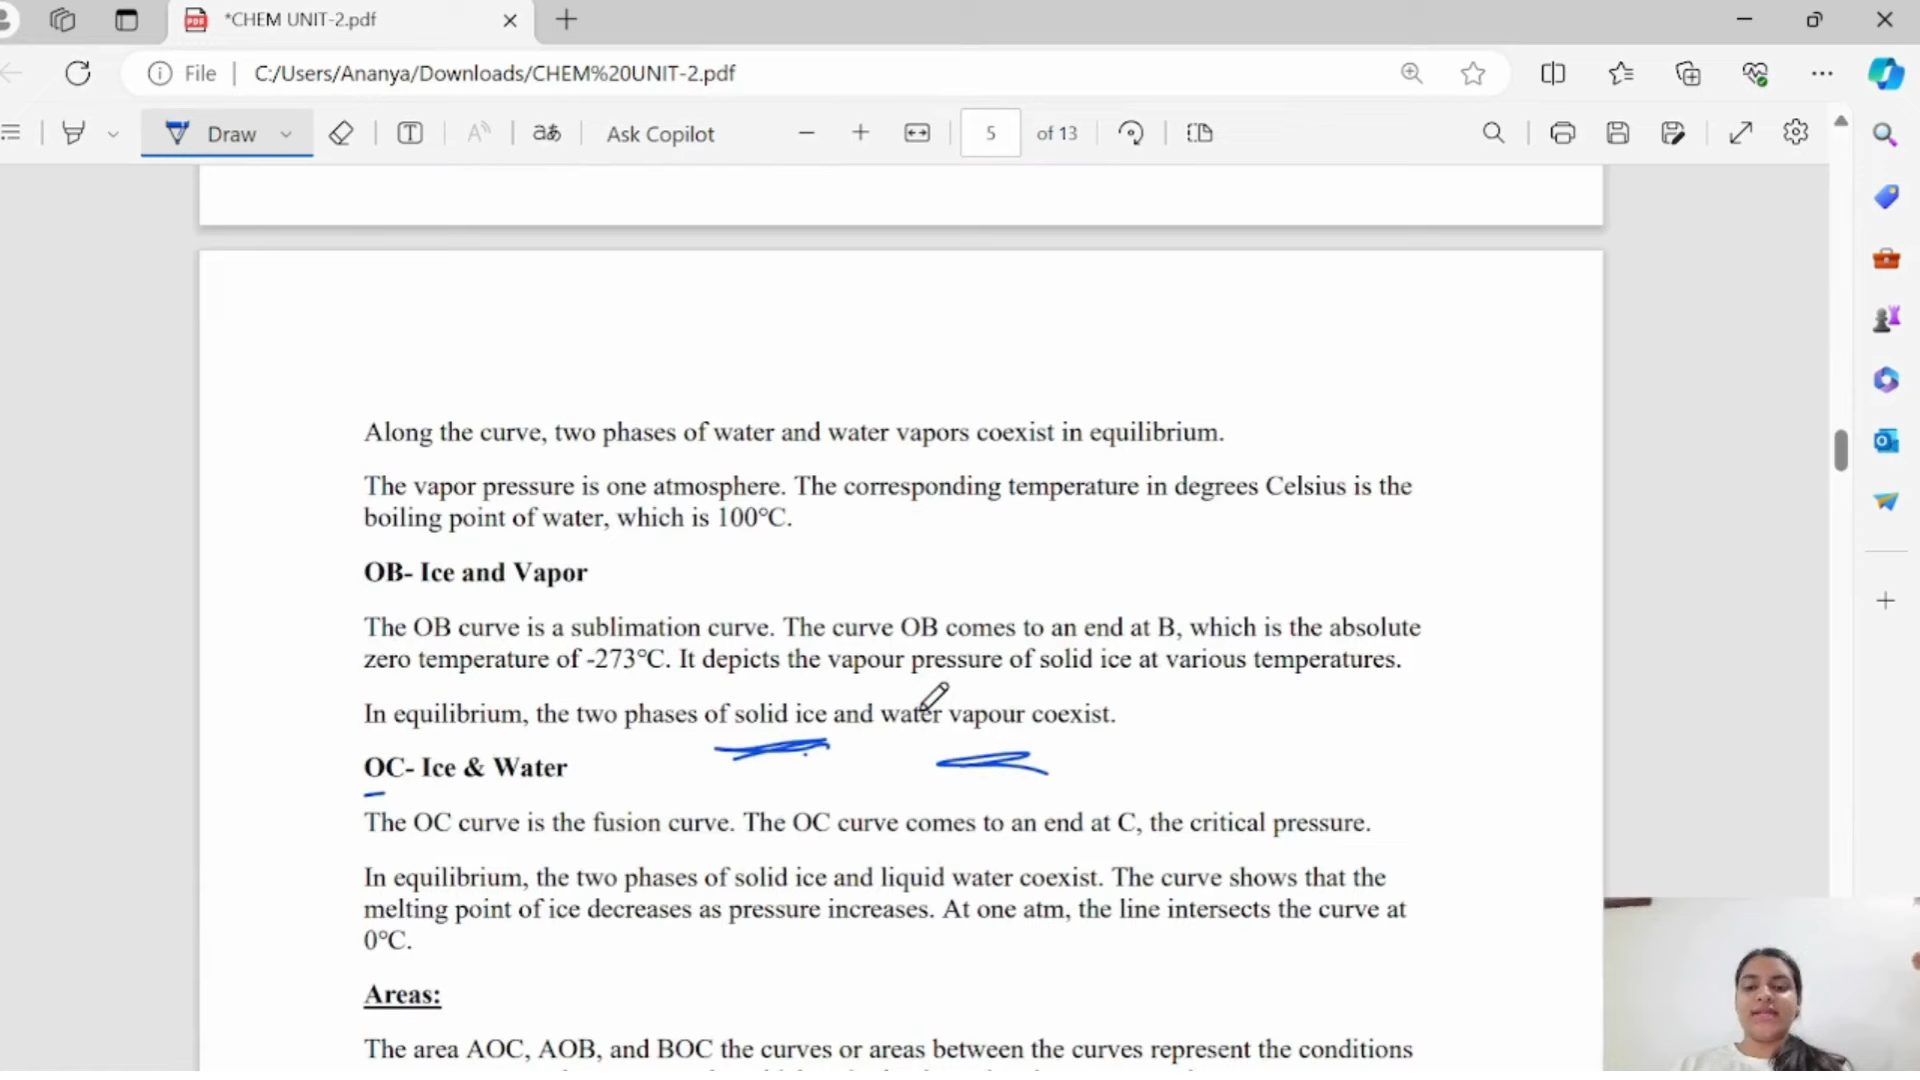 *CHEM UNIT-2.pdf
File C:/Users/Ananya/Downloads/CHEM%20UNIT-2.pdf
Draw Ask Copilot 5 of 13
Along the curve, two phases of water and water vapors coexist in equilibrium.
The vapor pressure is one atmosphere. The corresponding temperature in degrees Celsius is the
boiling point of water, which is 100°C.
OB- Ice and Vapor
The OB curve is a sublimation curve. The curve OB comes to an end at B, which is the absolute
zero temperature of -273°C. It depicts the vapour pressure of solid ice at various temperatures.
In equilibrium, the two phases of solid ice and water vapour coexist.
OC- Ice & Water
The OC curve is the fusion curve. The OC curve comes to an end at C, the critical pressure.
In equilibrium, the two phases of solid ice and liquid water coexist. The curve shows that the
melting point of ice decreases as pressure increases. At one atm, the line intersects the curve at
0°C.
Areas:
The area AOC, AOB, and BOC the curves or areas between the curves represent the conditions